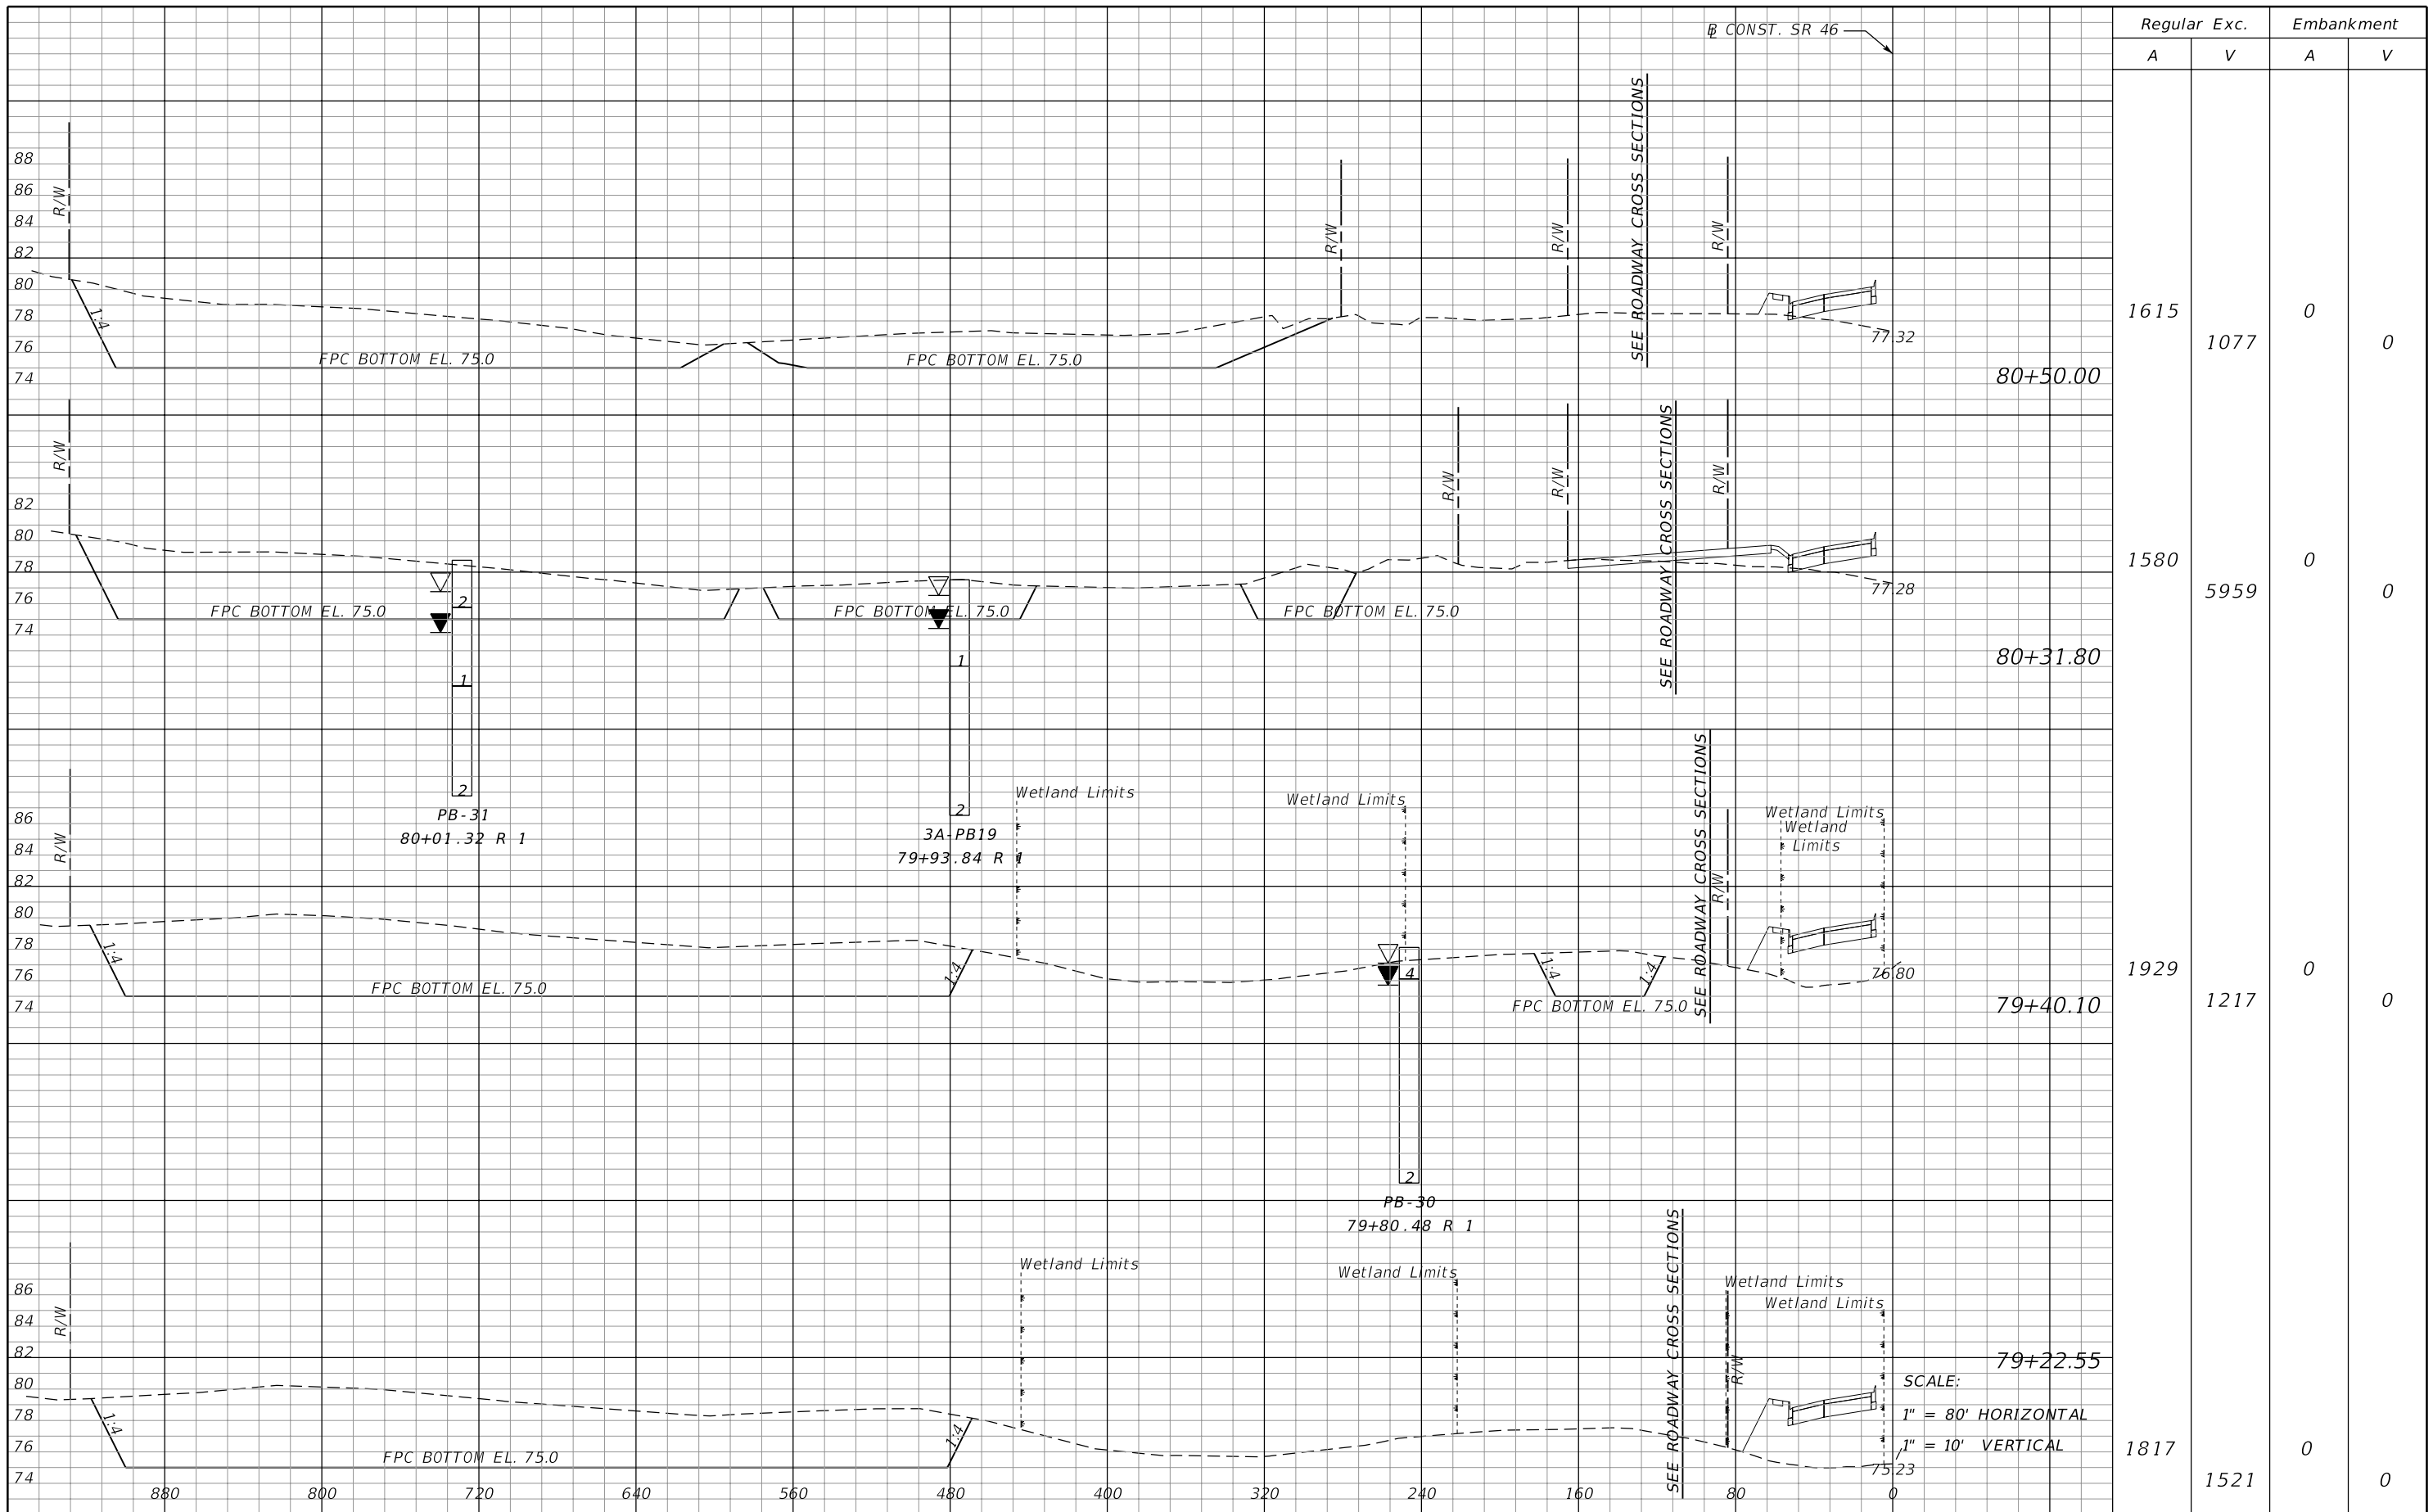 ℄ CONST. SR 46
Regular Exc.
Embankment
A
V
A
V
88
86
84
82
80
78
76
74
R/W
1:4
FPC BOTTOM EL. 75.0
FPC BOTTOM EL. 75.0
R/W
R/W
SEE ROADWAY CROSS SECTIONS
R/W
77.32
80+50.00
1615
1077
0
0
82
80
78
76
74
R/W
FPC BOTTOM EL. 75.0
2
1
2
PB-31
80+01.32 R 1
FPC BOTTOM EL. 75.0
1
2
3A-PB19
79+93.84 R 1
FPC BOTTOM EL. 75.0
R/W
R/W
SEE ROADWAY CROSS SECTIONS
R/W
77.28
80+31.80
1580
5959
0
0
86
84
82
80
78
76
74
R/W
1:4
FPC BOTTOM EL. 75.0
1:4
Wetland Limits
Wetland Limits
4
2
PB-30
79+80.48 R 1
1:4
1:4
FPC BOTTOM EL. 75.0
SEE ROADWAY CROSS SECTIONS
R/W
Wetland Limits
Wetland
Limits
76.80
79+40.10
1929
1217
0
0
86
84
82
80
78
76
74
R/W
1:4
FPC BOTTOM EL. 75.0
1:4
Wetland Limits
Wetland Limits
SEE ROADWAY CROSS SECTIONS
Wetland Limits
Wetland Limits
R/W
75.23
79+22.55
SCALE:
1" = 80' HORIZONTAL
1" = 10' VERTICAL
1817
1521
0
0
880
800
720
640
560
480
400
320
240
160
80
0